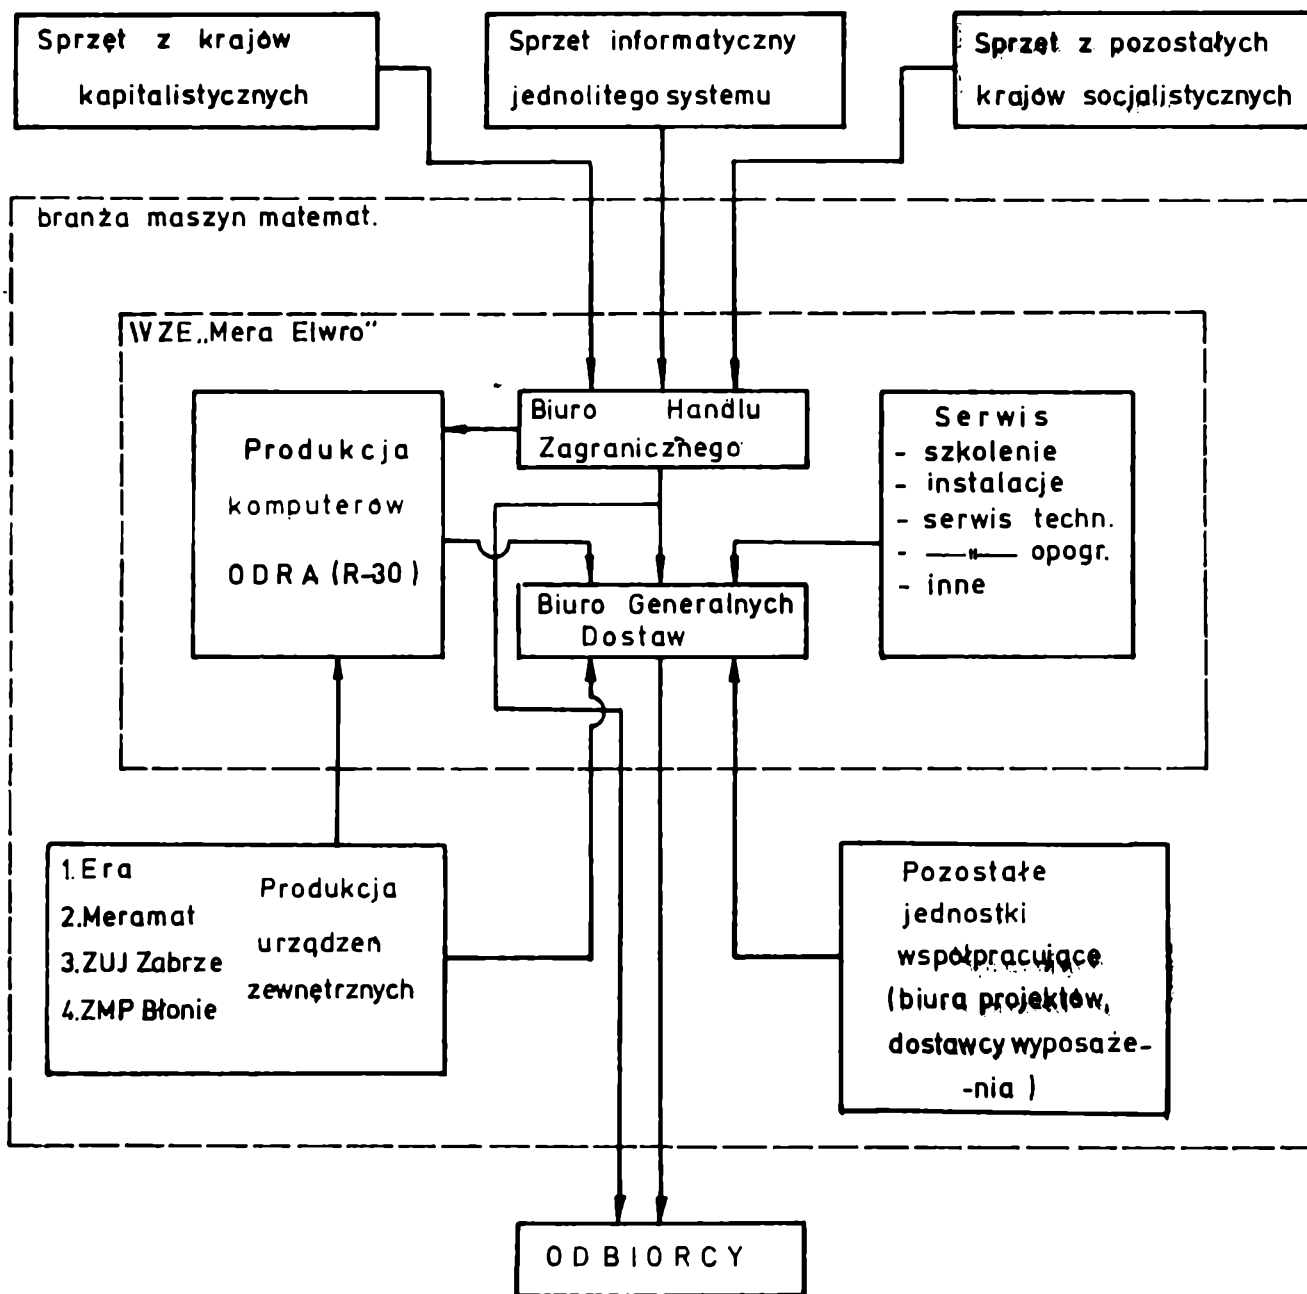 Sprzęt z krajów
kapitalistycznych
Sprzet informatyczny
jednolitego systemu
Sprzęt z pozostałych
krajów socjalistycznych
branża maszyn matemat.
WZE „Mera Elwro"
Produkcja
komputerów
ODRA (R-30)
Biuro Handlu
Zagranicznego
Serwis
- szkolenie
- instalacje
- serwis techn.
- —"— opogr.
- inne
Biuro Generalnych
Dostaw
1. Era
2. Meramat
3. ZUJ Zabrze
4. ZMP Błonie
Produkcja
urządzeń
zewnętrznych
Pozostałe
jednostki
współpracujące
(biura projektów,
dostawcy wyposaże-
-nia )
ODBIORCY